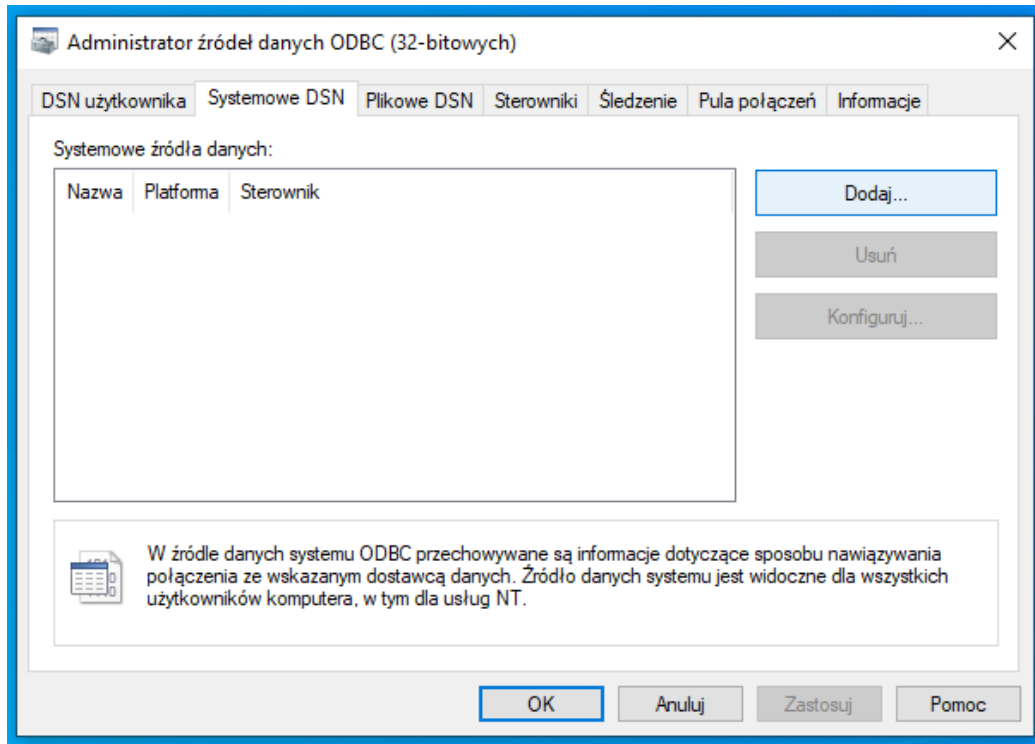 Administrator źródeł danych ODBC (32-bitowych)
DSN użytkownika Systemowe DSN Plikowe DSN Sterowniki Śledzenie Pula połączeń Informacje
Systemowe źródła danych:
Nazwa Platforma Sterownik
Dodaj...
Usuń
Konfiguruj...
W źródle danych systemu ODBC przechowywane są informacje dotyczące sposobu nawiązywania
połączenia ze wskazanym dostawcą danych. Źródło danych systemu jest widoczne dla wszystkich
użytkowników komputera, w tym dla usług NT.
OK Anuluj Zastosuj Pomoc